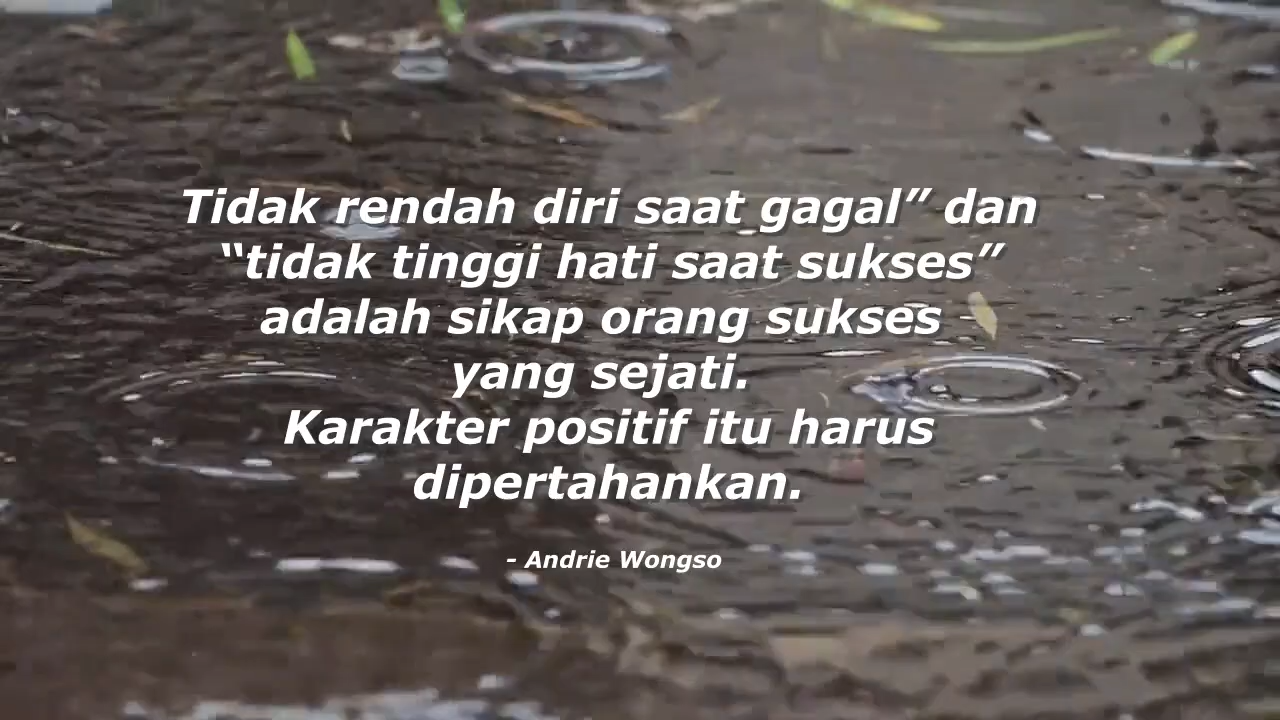 Tidak rendah diri saat gagal” dan
“tidak tinggi hati saat sukses”
adalah sikap orang sukses
yang sejati.
Karakter positif itu harus
dipertahankan.
- Andrie Wongso